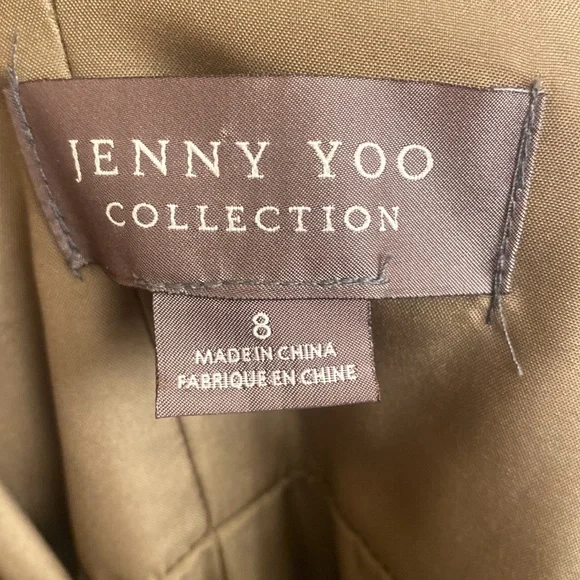 JENNY YOO
COLLECTION
8
MADE IN CHINA
FABRIQUE EN CHINE